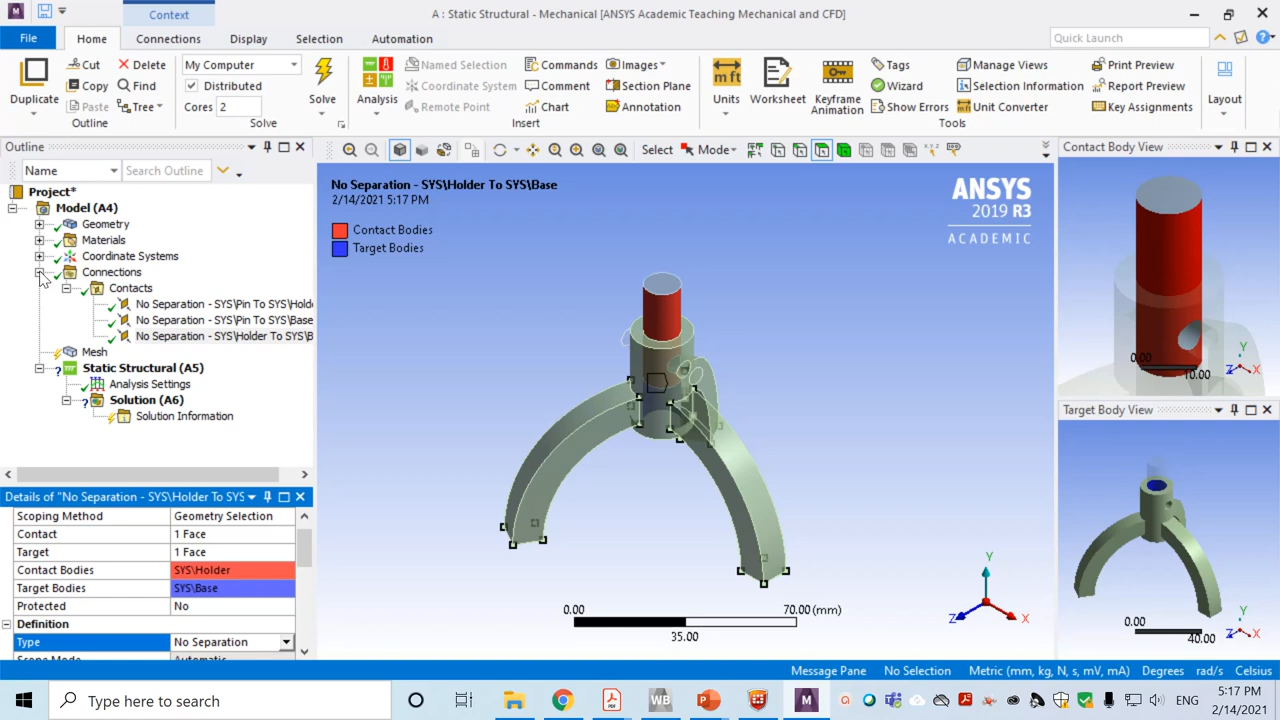 Context
A : Static Structural - Mechanical [ANSYS Academic Teaching Mechanical and CFD]
File
Home
Connections
Display
Selection
Automation
Quick Launch
Duplicate
Cut
Copy
Paste
Delete
Find
Tree
Outline
My Computer
Distributed
Cores 2
Solve
Solve
Analysis
Named Selection
Coordinate System
Remote Point
Commands
Comment
Chart
Images
Section Plane
Annotation
Insert
Units
Worksheet
Keyframe
Animation
Tags
Wizard
Show Errors
Manage Views
Selection Information
Unit Converter
Print Preview
Report Preview
Key Assignments
Tools
Layout
Outline
Name
Search Outline
Project*
Model (A4)
Geometry
Materials
Coordinate Systems
Connections
Contacts
No Separation - SYS\Pin To SYS\Hold
No Separation - SYS\Pin To SYS\Base
No Separation - SYS\Holder To SYS\B
Mesh
Static Structural (A5)
Analysis Settings
Solution (A6)
Solution Information
Details of "No Separation - SYS\Holder To SYS
Scoping Method Geometry Selection
Contact 1 Face
Target 1 Face
Contact Bodies SYS\Holder
Target Bodies SYS\Base
Protected No
Definition
Type No Separation
Scope Mode Automatic
Select
Mode
No Separation - SYS\Holder To SYS\Base
2/14/2021 5:17 PM
Contact Bodies
Target Bodies
ANSYS
2019 R3
ACADEMIC
0.00
70.00 (mm)
35.00
Y
Z
X
Contact Body View
0.00
10.00
Y
Z
X
Target Body View
0.00
40.00
Y
Z
X
Message Pane
No Selection
Metric (mm, kg, N, s, mV, mA)
Degrees
rad/s
Celsius
Type here to search
WB
ENG
5:17 PM
2/14/2021